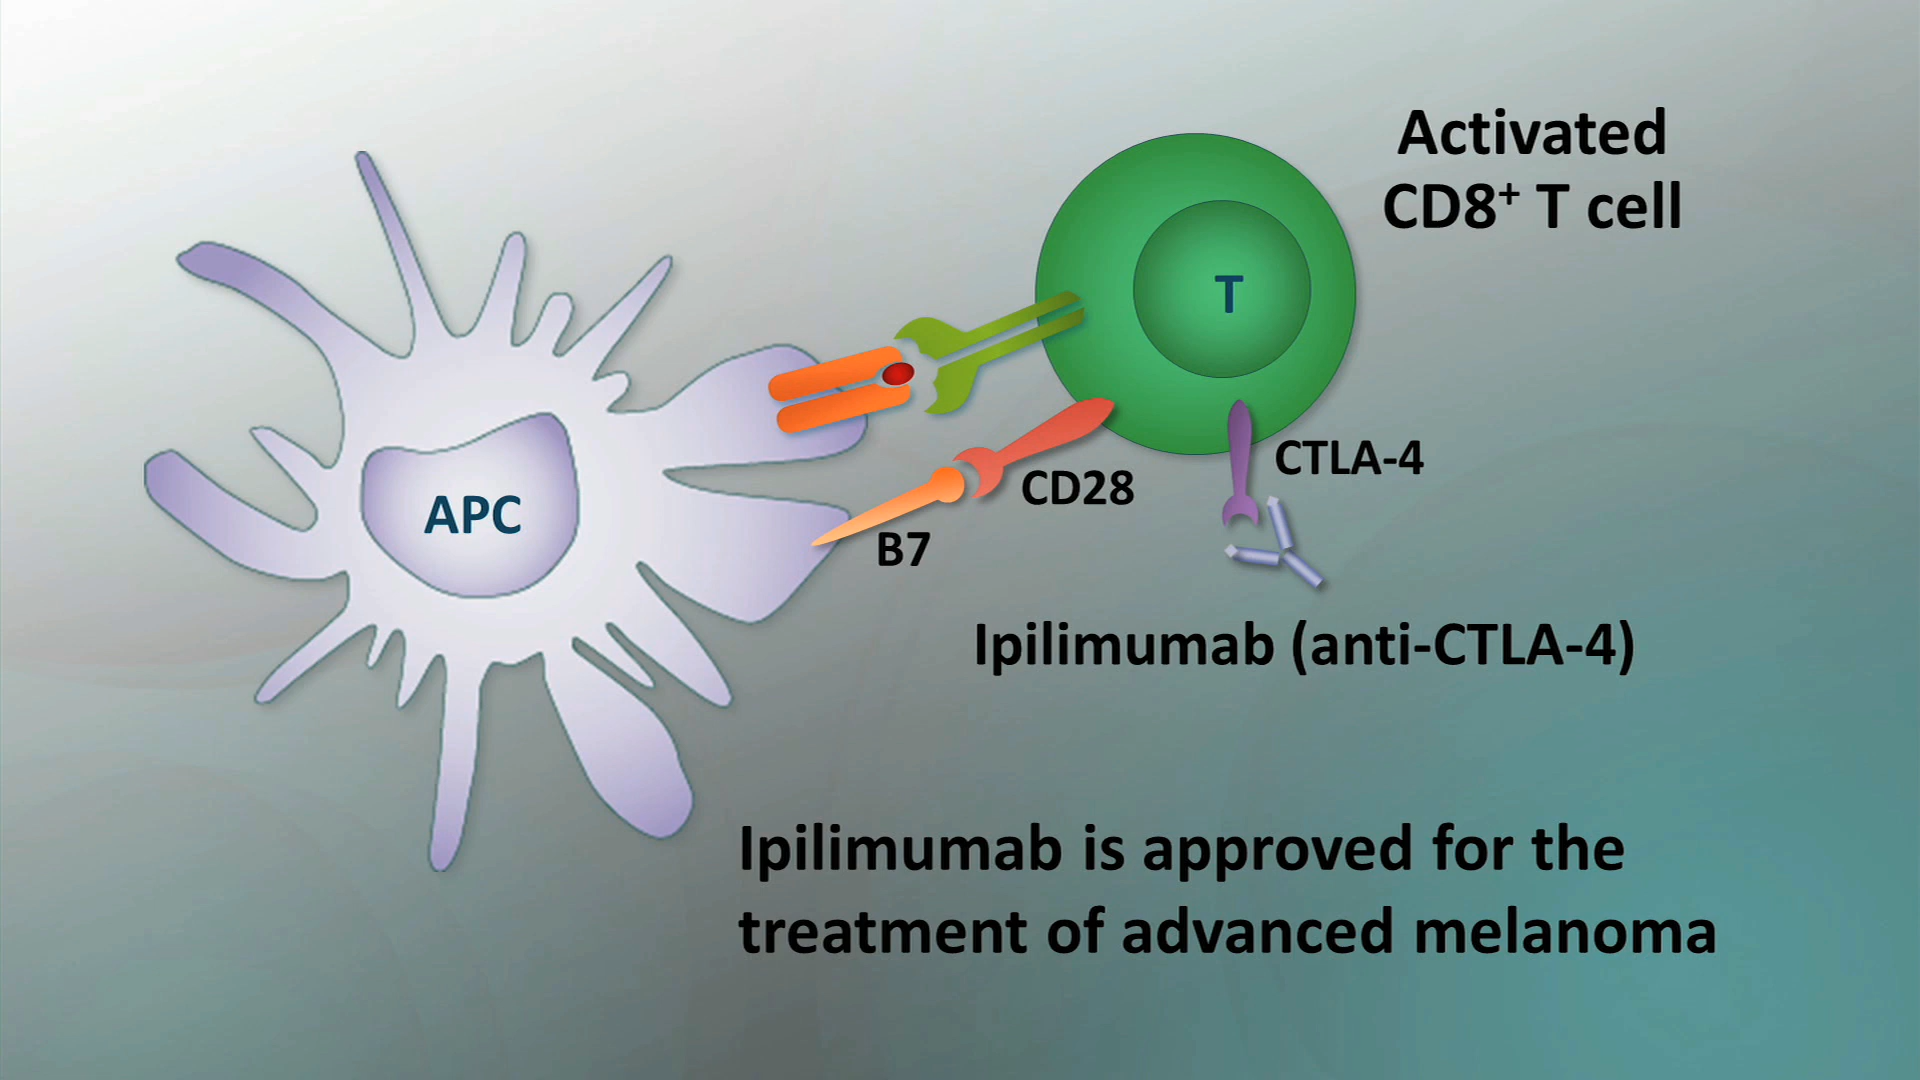 Activated
CD8⁺ T cell
T
APC
CTLA-4
CD28
B7
Ipilimumab (anti-CTLA-4)
Ipilimumab is approved for the
treatment of advanced melanoma